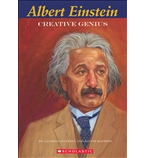 Albert Einstein
CREATIVE GENIUS
SCHOLASTIC